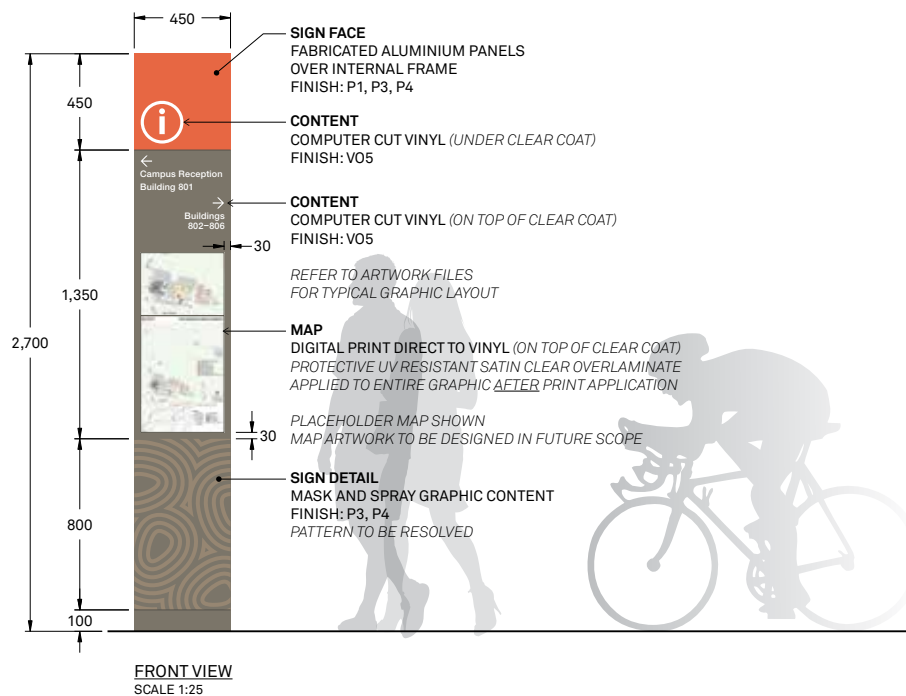 450
SIGN FACE
FABRICATED ALUMINIUM PANELS
OVER INTERNAL FRAME
FINISH: P1, P3, P4
450
i
CONTENT
COMPUTER CUT VINYL (UNDER CLEAR COAT)
FINISH: VO5
←
Campus Reception
Building 801
→
Buildings
802–806
CONTENT
COMPUTER CUT VINYL (ON TOP OF CLEAR COAT)
FINISH: VO5
30
REFER TO ARTWORK FILES
FOR TYPICAL GRAPHIC LAYOUT
1,350
2,700
MAP
DIGITAL PRINT DIRECT TO VINYL (ON TOP OF CLEAR COAT)
PROTECTIVE UV RESISTANT SATIN CLEAR OVERLAMINATE
APPLIED TO ENTIRE GRAPHIC AFTER PRINT APPLICATION
PLACEHOLDER MAP SHOWN
MAP ARTWORK TO BE DESIGNED IN FUTURE SCOPE
30
SIGN DETAIL
MASK AND SPRAY GRAPHIC CONTENT
FINISH: P3, P4
PATTERN TO BE RESOLVED
800
100
FRONT VIEW
SCALE 1:25